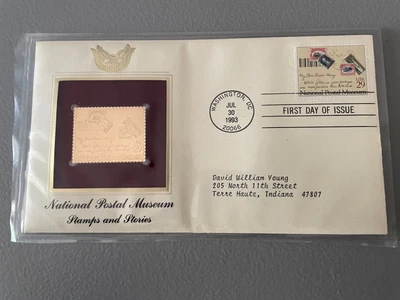 WASHINGTON, DC
JUL
30
1993
20066
FIRST DAY OF ISSUE
29
USA
National Postal Museum
National Postal Museum
Stamps and Stories
David William Young
205 North 11th Street
Terre Haute, Indiana 47807